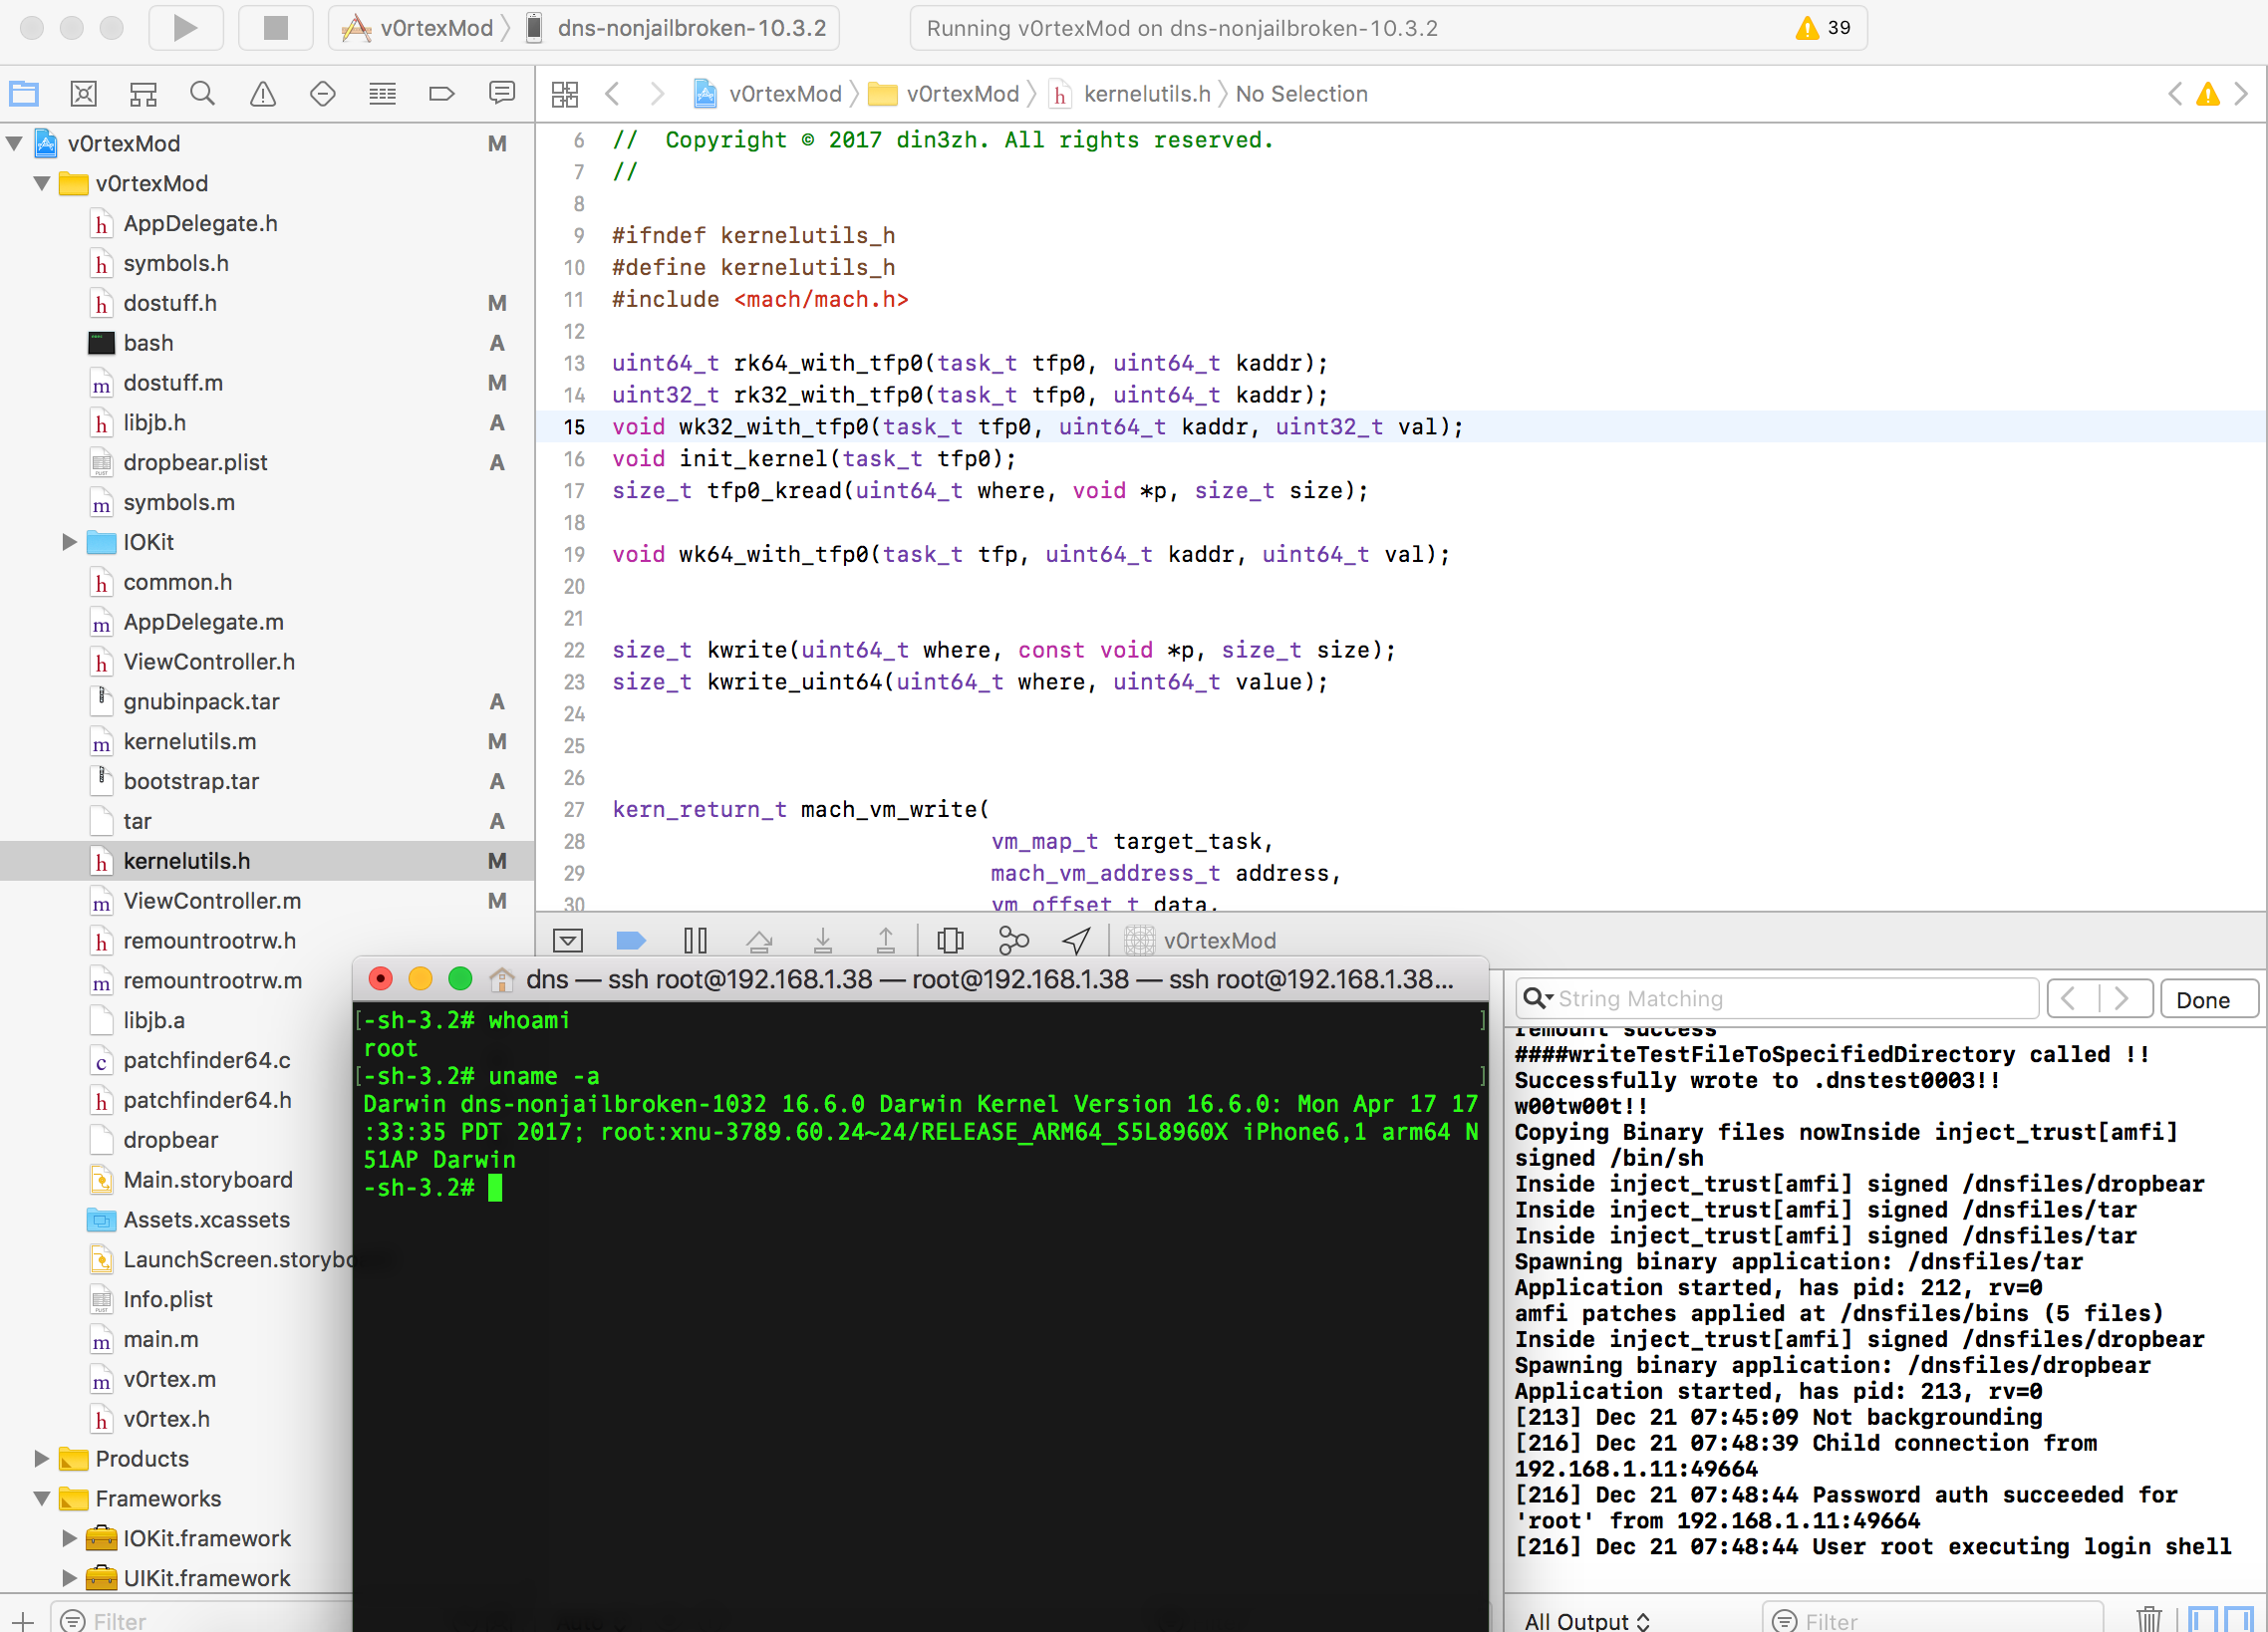 v0rtexMod
dns-nonjailbroken-10.3.2
Running v0rtexMod on dns-nonjailbroken-10.3.2
39
v0rtexMod
v0rtexMod
kernelutils.h
No Selection
v0rtexMod M
v0rtexMod
AppDelegate.h
symbols.h
dostuff.h M
bash A
dostuff.m M
libjb.h A
dropbear.plist A
symbols.m
IOKit
common.h
AppDelegate.m
ViewController.h
gnubinpack.tar A
kernelutils.m M
bootstrap.tar A
tar A
kernelutils.h M
ViewController.m M
remountrootrw.h
remountrootrw.m
libjb.a
patchfinder64.c
patchfinder64.h
dropbear
Main.storyboard
Assets.xcassets
LaunchScreen.storybo
Info.plist
main.m
v0rtex.m
v0rtex.h
Products
Frameworks
IOKit.framework
UIKit.framework
Filter
6 //  Copyright © 2017 din3zh. All rights reserved.
7 //
8
9 #ifndef kernelutils_h
10 #define kernelutils_h
11 #include <mach/mach.h>
12
13 uint64_t rk64_with_tfp0(task_t tfp0, uint64_t kaddr);
14 uint32_t rk32_with_tfp0(task_t tfp0, uint64_t kaddr);
15 void wk32_with_tfp0(task_t tfp0, uint64_t kaddr, uint32_t val);
16 void init_kernel(task_t tfp0);
17 size_t tfp0_kread(uint64_t where, void *p, size_t size);
18
19 void wk64_with_tfp0(task_t tfp, uint64_t kaddr, uint64_t val);
20
21
22 size_t kwrite(uint64_t where, const void *p, size_t size);
23 size_t kwrite_uint64(uint64_t where, uint64_t value);
24
25
26
27 kern_return_t mach_vm_write(
28 vm_map_t target_task,
29 mach_vm_address_t address,
30 vm_offset_t data,
v0rtexMod
dns — ssh root@192.168.1.38 — root@192.168.1.38 — ssh root@192.168.1.38...
[-sh-3.2# whoami ]
root
[-sh-3.2# uname -a ]
Darwin dns-nonjailbroken-1032 16.6.0 Darwin Kernel Version 16.6.0: Mon Apr 17 17
:33:35 PDT 2017; root:xnu-3789.60.24~24/RELEASE_ARM64_S5L8960X iPhone6,1 arm64 N
51AP Darwin
-sh-3.2#
String Matching
Done
remount success
####writeTestFileToSpecifiedDirectory called !!
Successfully wrote to .dnstest0003!!
w00tw00t!!
Copying Binary files nowInside inject_trust[amfi]
signed /bin/sh
Inside inject_trust[amfi] signed /dnsfiles/dropbear
Inside inject_trust[amfi] signed /dnsfiles/tar
Inside inject_trust[amfi] signed /dnsfiles/tar
Spawning binary application: /dnsfiles/tar
Application started, has pid: 212, rv=0
amfi patches applied at /dnsfiles/bins (5 files)
Inside inject_trust[amfi] signed /dnsfiles/dropbear
Spawning binary application: /dnsfiles/dropbear
Application started, has pid: 213, rv=0
[213] Dec 21 07:45:09 Not backgrounding
[216] Dec 21 07:48:39 Child connection from
192.168.1.11:49664
[216] Dec 21 07:48:44 Password auth succeeded for
'root' from 192.168.1.11:49664
[216] Dec 21 07:48:44 User root executing login shell
All Output
Filter